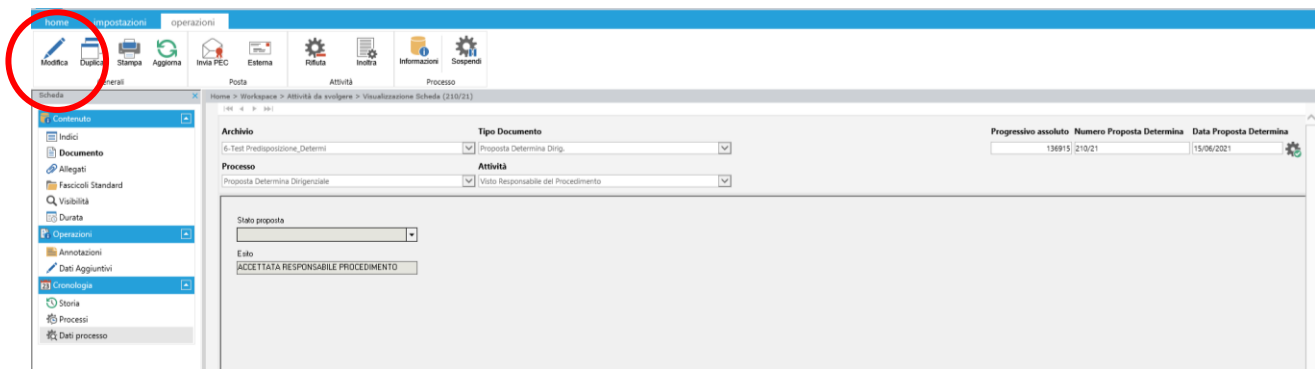 home impostazioni operazioni
Modifica Duplica Stampa Aggiorna Invia PEC Esterna Rifiuta Inoltra Informazioni Sospendi
Generali Posta Attività Processo
Scheda
Home > Workspace > Attività da svolgere > Visualizzazione Scheda (210/21)
Contenuto
Indici
Documento
Allegati
Fascicoli Standard
Visibilità
Durata
Operazioni
Annotazioni
Dati Aggiuntivi
Cronologia
Storia
Processi
Dati processo
Archivio Tipo Documento Progressivo assoluto Numero Proposta Determina Data Proposta Determina
6-Test Predisposizione_Determi Proposta Determina Dirig. 136915 210/21 15/06/2021
Processo Attività
Proposta Determina Dirigenziale Visto Responsabile del Procedimento
Stato proposta
Esito
ACCETTATA RESPONSABILE PROCEDIMENTO